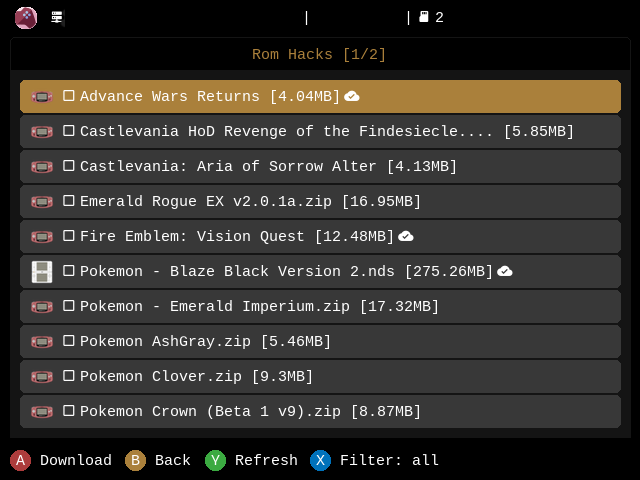 | | 2
Rom Hacks [1/2]
Advance Wars Returns [4.04MB]
Castlevania HoD Revenge of the Findesiecle.... [5.85MB]
Castlevania: Aria of Sorrow Alter [4.13MB]
Emerald Rogue EX v2.0.1a.zip [16.95MB]
Fire Emblem: Vision Quest [12.48MB]
Pokemon - Blaze Black Version 2.nds [275.26MB]
Pokemon - Emerald Imperium.zip [17.32MB]
Pokemon AshGray.zip [5.46MB]
Pokemon Clover.zip [9.3MB]
Pokemon Crown (Beta 1 v9).zip [8.87MB]
A Download B Back Y Refresh X Filter: all